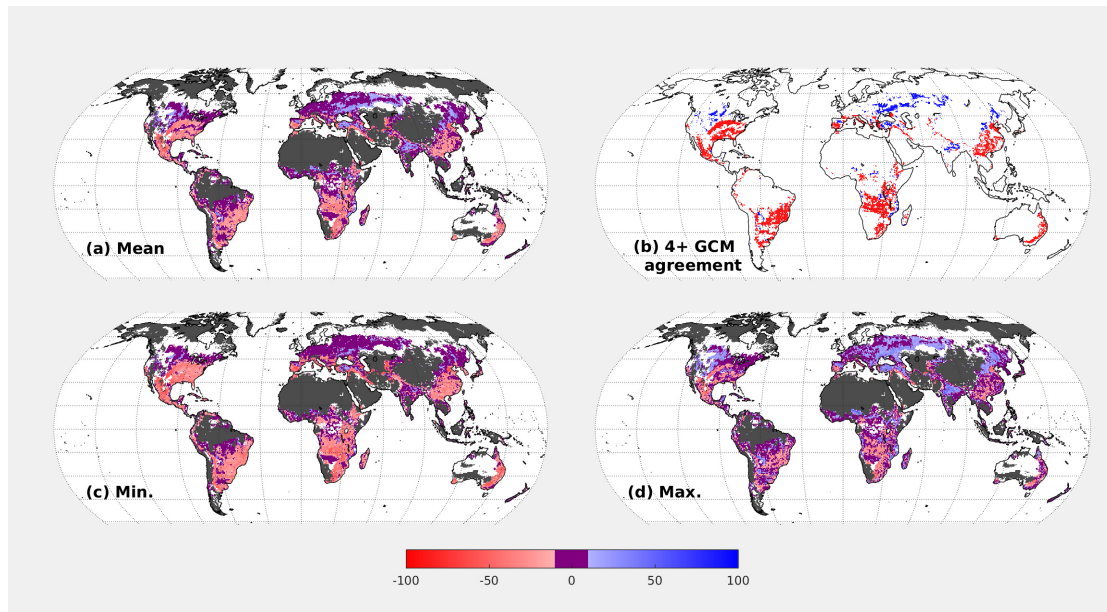 (a) Mean
(b) 4+ GCM
agreement
(c) Min.
(d) Max.
-100
-50
0
50
100